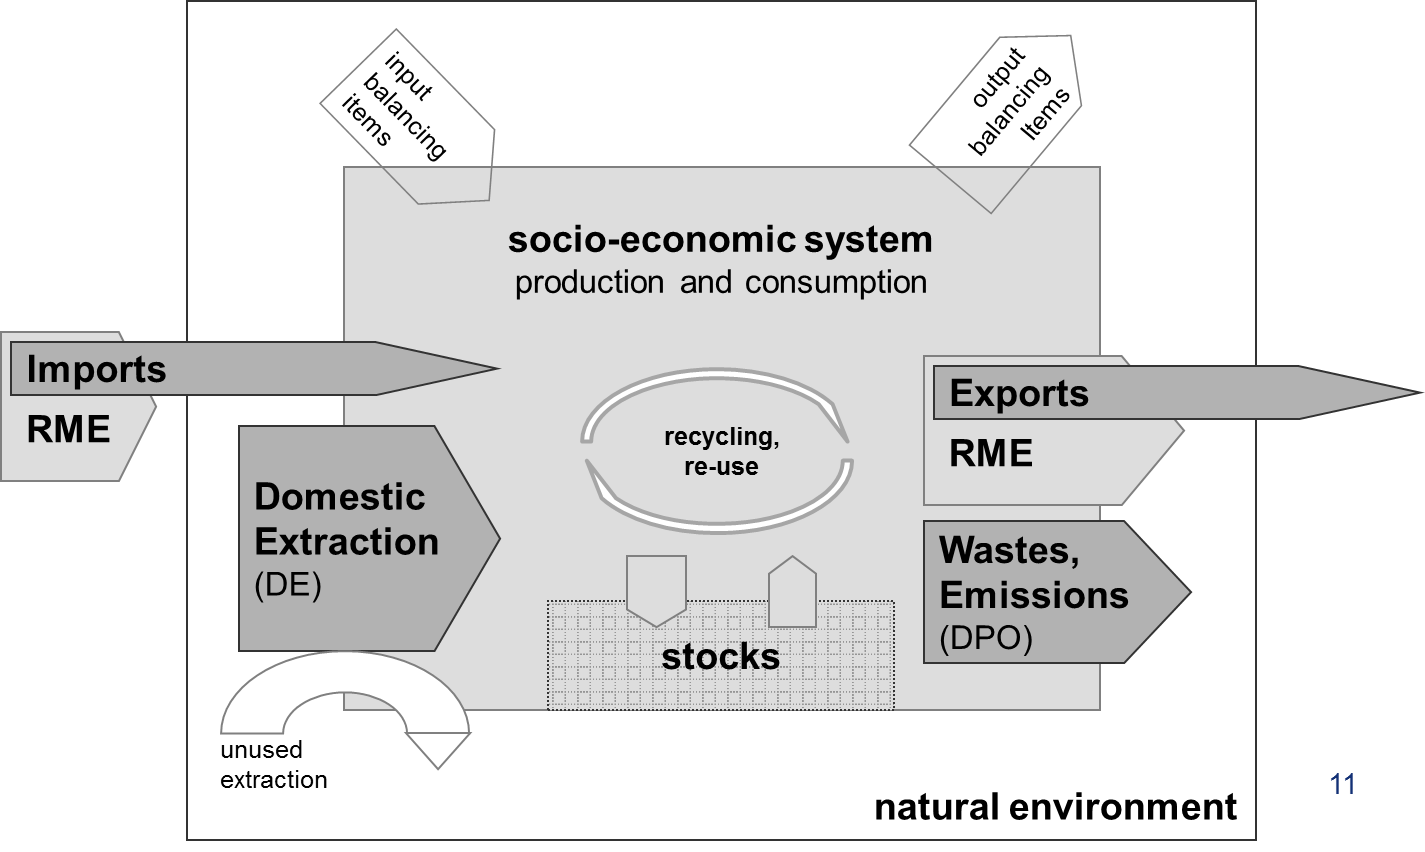 input
balancing
items
output
balancing
Items
socio-economic system
production and consumption
Imports
RME
Exports
RME
recycling,
re-use
Domestic
Extraction
(DE)
Wastes,
Emissions
(DPO)
stocks
unused
extraction
natural environment
11